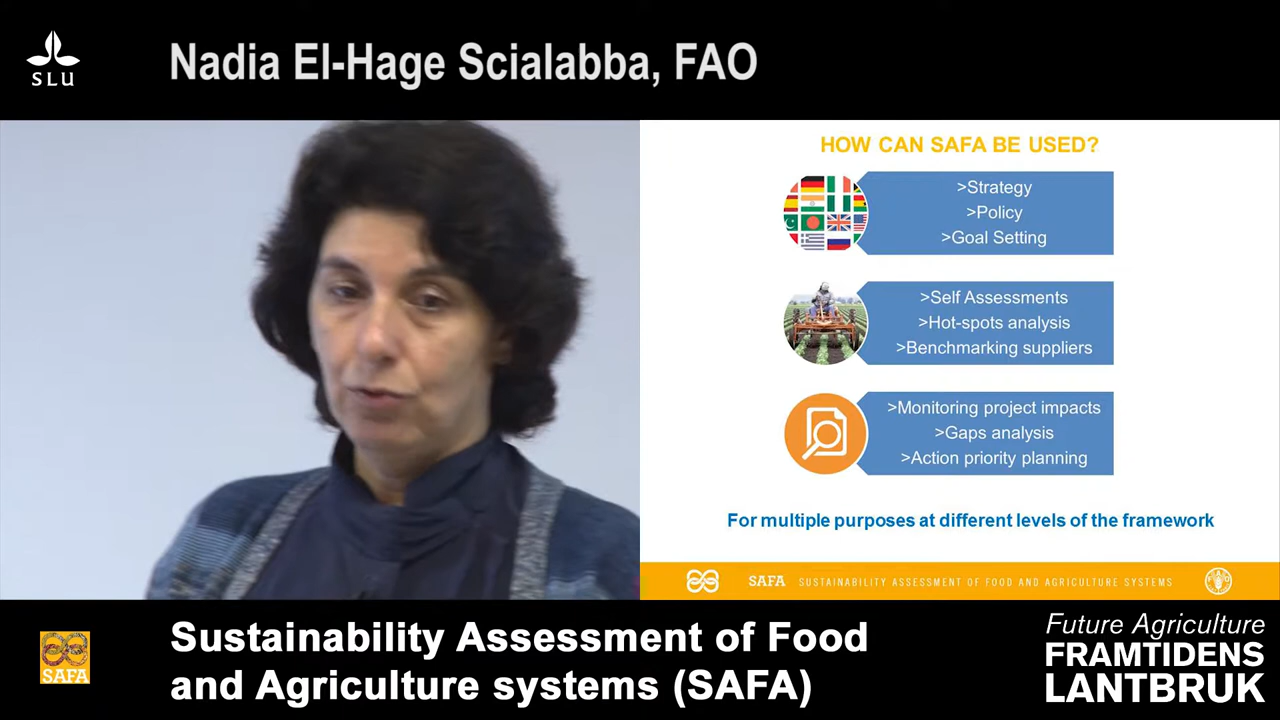 SLU
Nadia El-Hage Scialabba, FAO
HOW CAN SAFA BE USED?
>Strategy
>Policy
>Goal Setting
>Self Assessments
>Hot-spots analysis
>Benchmarking suppliers
>Monitoring project impacts
>Gaps analysis
>Action priority planning
For multiple purposes at different levels of the framework
SAFA SUSTAINABILITY ASSESSMENT OF FOOD AND AGRICULTURE SYSTEMS
SAFA
Sustainability Assessment of Food
and Agriculture systems (SAFA)
Future Agriculture
FRAMTIDENS
LANTBRUK